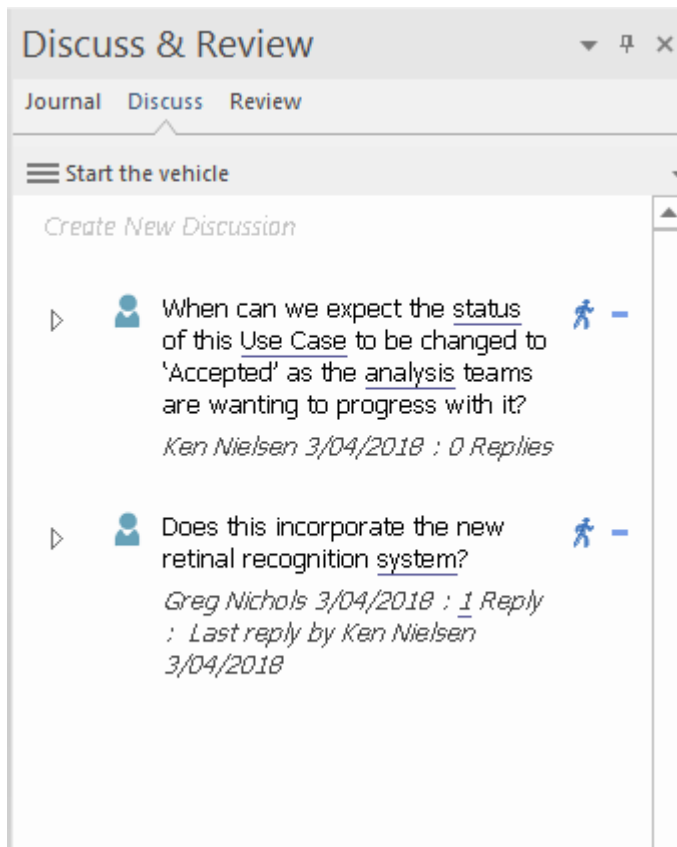 Discuss & Review
Journal Discuss Review
Start the vehicle
Create New Discussion
When can we expect the status
of this Use Case to be changed to
'Accepted' as the analysis teams
are wanting to progress with it?
Ken Nielsen 3/04/2018 : 0 Replies
Does this incorporate the new
retinal recognition system?
Greg Nichols 3/04/2018 : 1 Reply
: Last reply by Ken Nielsen
3/04/2018